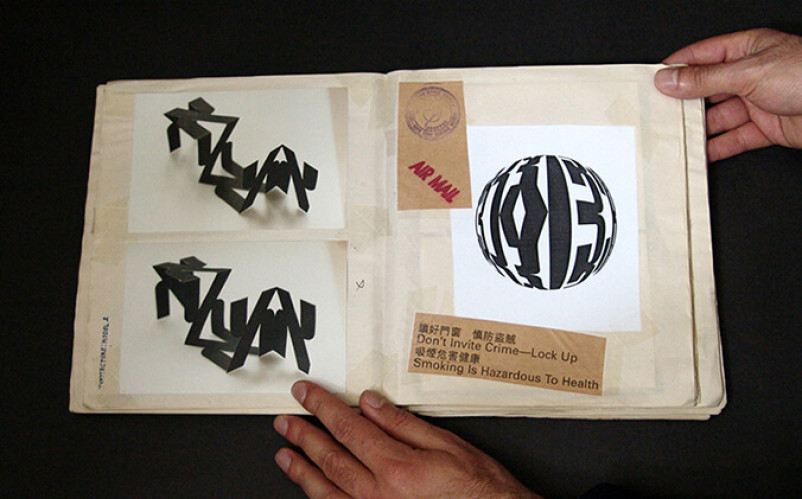 AIR MAIL
鎖好門窗　慎防盜賊
Don't Invite Crime—Lock Up
吸煙危害健康
Smoking Is Hazardous To Health